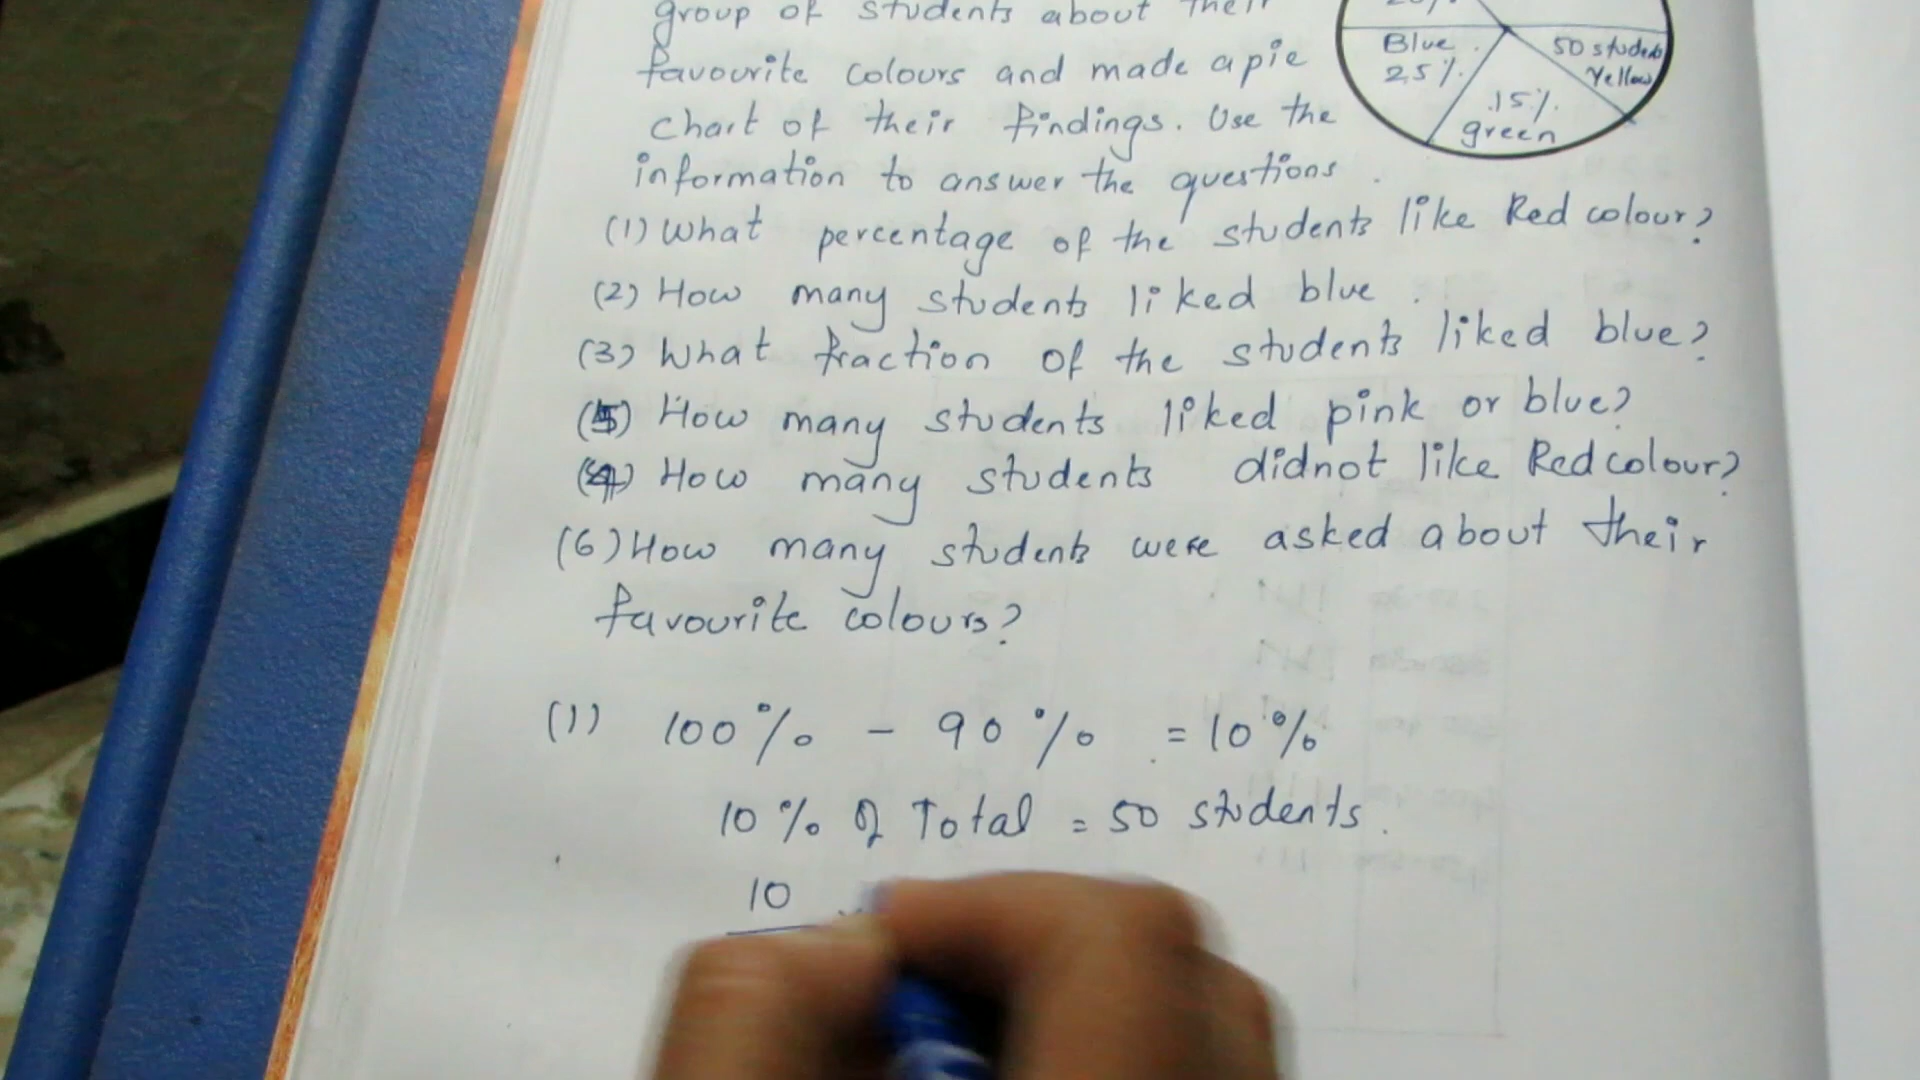 group of students about their
favourite colours and made a pie
chart of their findings. Use the
information to answer the questions.
(1) What percentage of the students like Red colour?
(2) How many students liked blue.
(3) What fraction of the students liked blue?
(5) How many students liked pink or blue?
(4) How many students didnot like Red colour?
(6) How many students were asked about their
favourite colours?
Blue
25%.
50 students
Yellow
15%.
green
(1) 100% - 90% = 10%
10% of Total = 50 students.
10